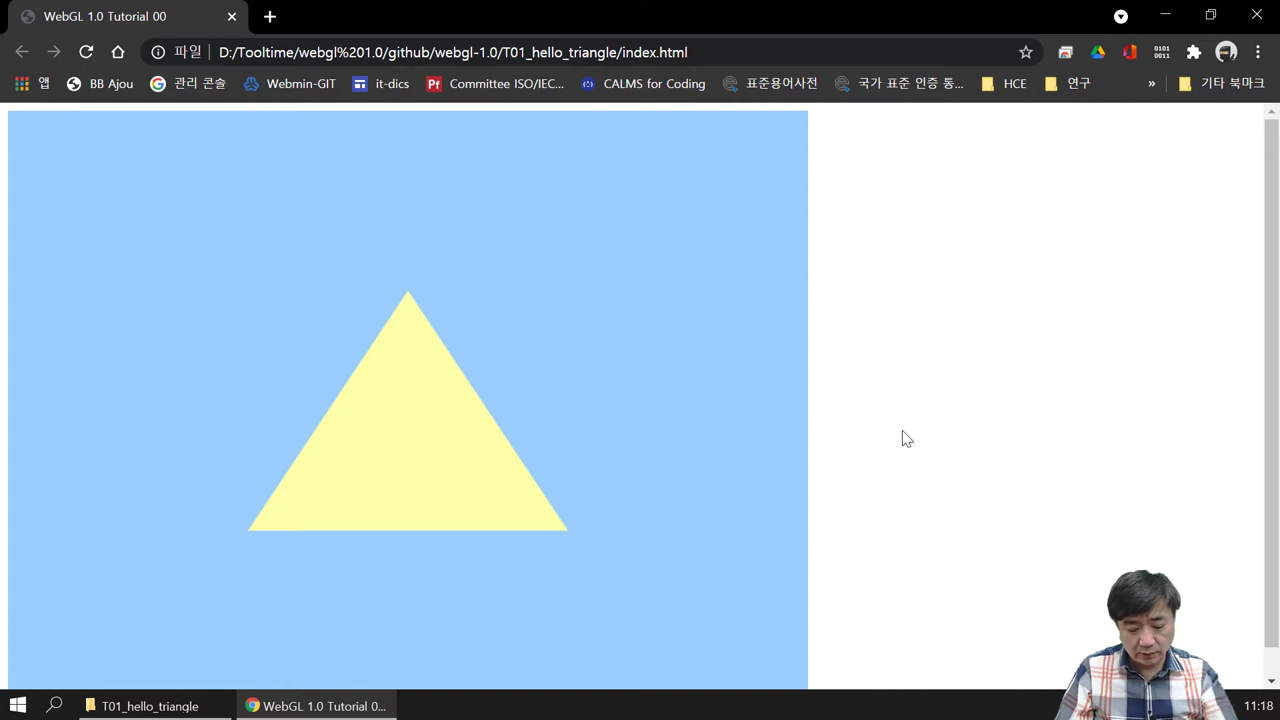 WebGL 1.0 Tutorial 00
파일 D:/Tooltime/webgl%201.0/github/webgl-1.0/T01_hello_triangle/index.html
0101
0011
앱 BB Ajou 관리 콘솔 Webmin-GIT it-dics Pf Committee ISO/IEC... CALMS for Coding 표준용어사전 국가 표준 인증 통... HCE 연구 » 기타 북마크
T01_hello_triangle WebGL 1.0 Tutorial 0... 11:18